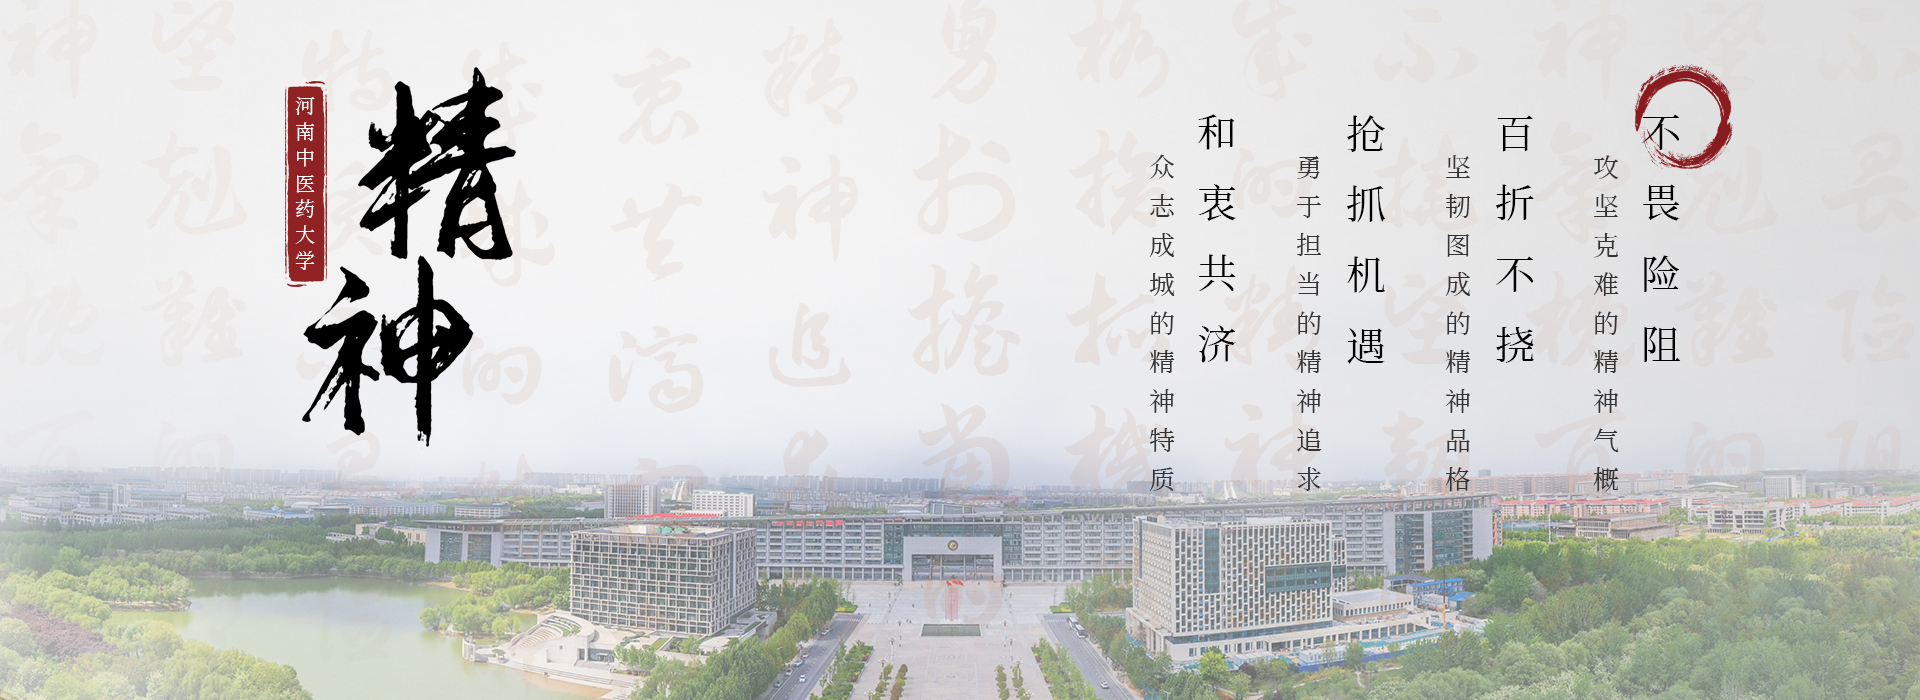 不畏险阻
攻坚克难的精神气概
百折不挠
坚韧图成的精神品格
抢抓机遇
勇于担当的精神追求
和衷共济
众志成城的精神特质
精神
河南中医药大学